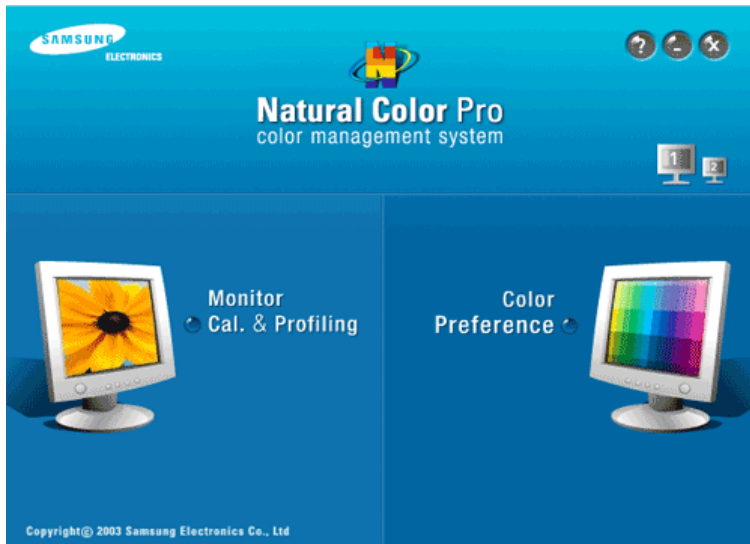 SAMSUNG
ELECTRONICS
?
-
x
N
Natural Color Pro
color management system
1
2
Monitor
Cal. & Profiling
Color
Preference
Copyright© 2003 Samsung Electronics Co., Ltd